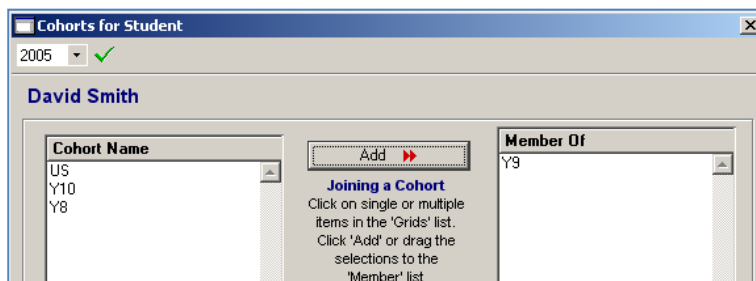 Cohorts for Student
2005
David Smith
Cohort Name
US
Y10
Y8
Add
Joining a Cohort
Click on single or multiple
items in the 'Grids' list.
Click 'Add' or drag the
selections to the
'Member' list
Member Of
Y9